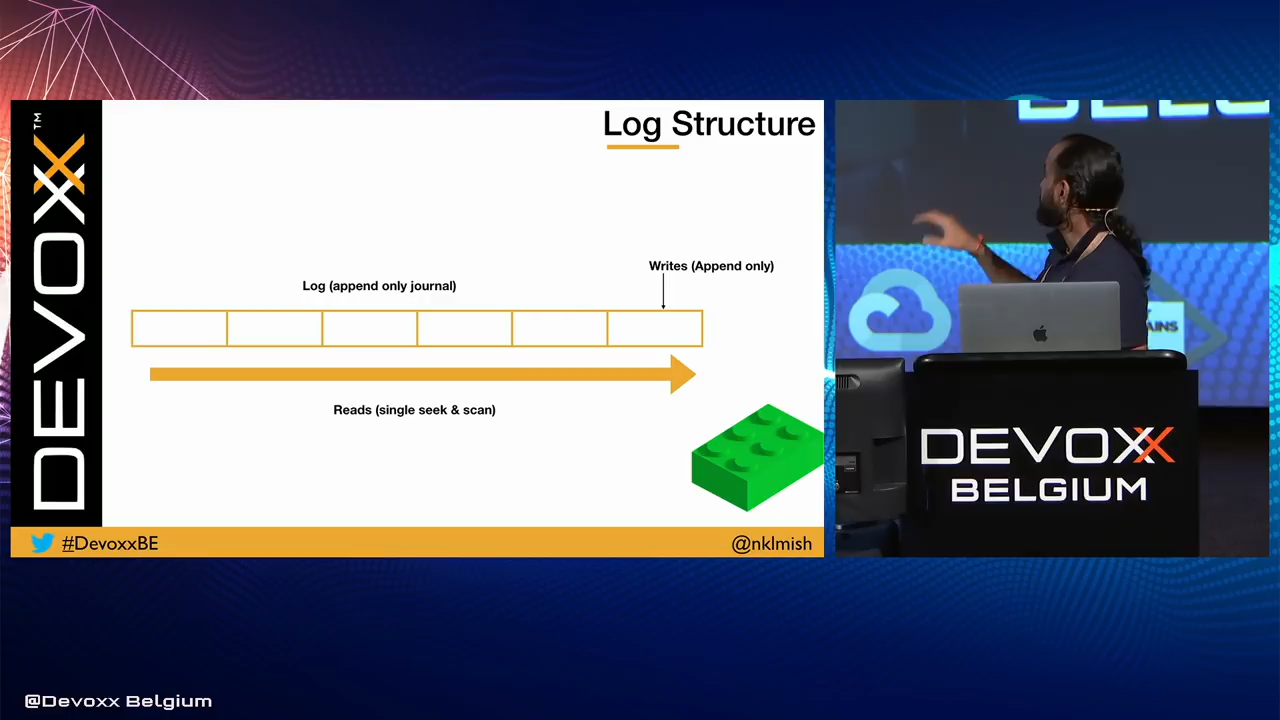 DEVOXX™
Log Structure
Writes (Append only)
Log (append only journal)
Reads (single seek & scan)
#DevoxxBE
@nklmish
DEVOXX
BELGIUM
@Devoxx Belgium